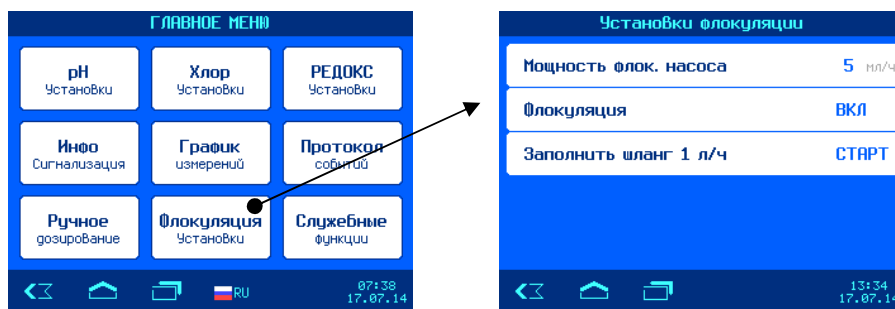 ГЛАВНОЕ МЕНЮ
pH
Установки
Хлор
Установки
РЕДОКС
Установки
Инфо
Сигнализация
График
измерений
Протокол
событий
Ручное
дозирование
Флокуляция
Установки
Служебные
функции
RU
07:38
17.07.14
Установки флокуляции
Мощность флок. насоса 5 мл/ч
Флокуляция ВКЛ
Заполнить шланг 1 л/ч СТАРТ
13:34
17.07.14